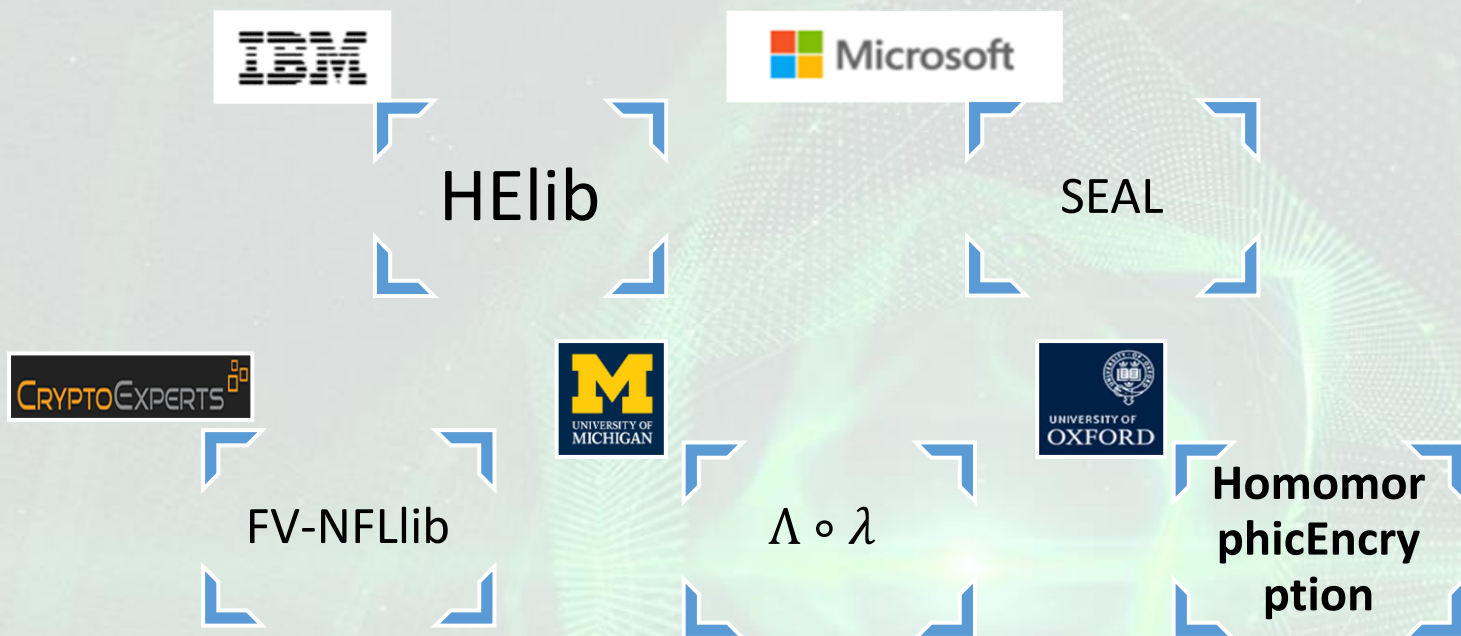 IBM
Microsoft
HElib
SEAL
CRYPTOEXPERTS
UNIVERSITY OF
MICHIGAN
UNIVERSITY OF
OXFORD
FV-NFLlib
Λ ∘ λ
Homomor
phicEncry
ption